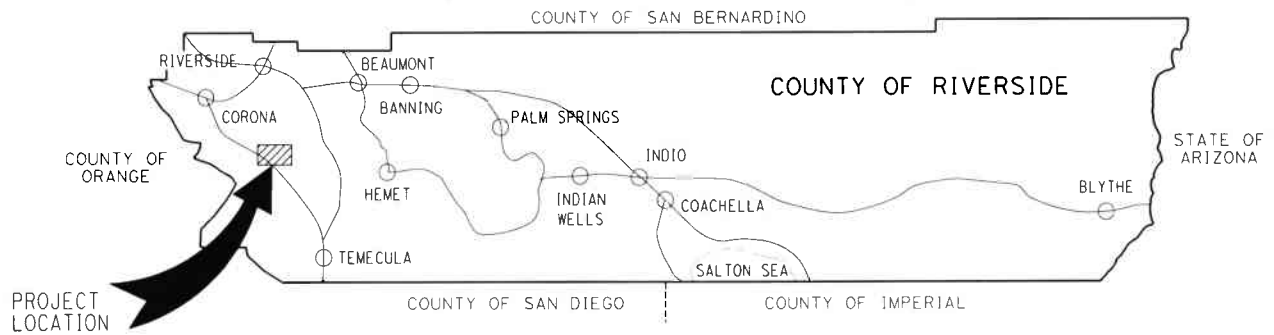 COUNTY OF SAN BERNARDINO
RIVERSIDE
BEAUMONT
COUNTY OF RIVERSIDE
CORONA
BANNING
PALM SPRINGS
STATE OF
ARIZONA
COUNTY OF
ORANGE
INDIO
HEMET
INDIAN
WELLS
BLYTHE
COACHELLA
TEMECULA
SALTON SEA
PROJECT
LOCATION
COUNTY OF SAN DIEGO
COUNTY OF IMPERIAL